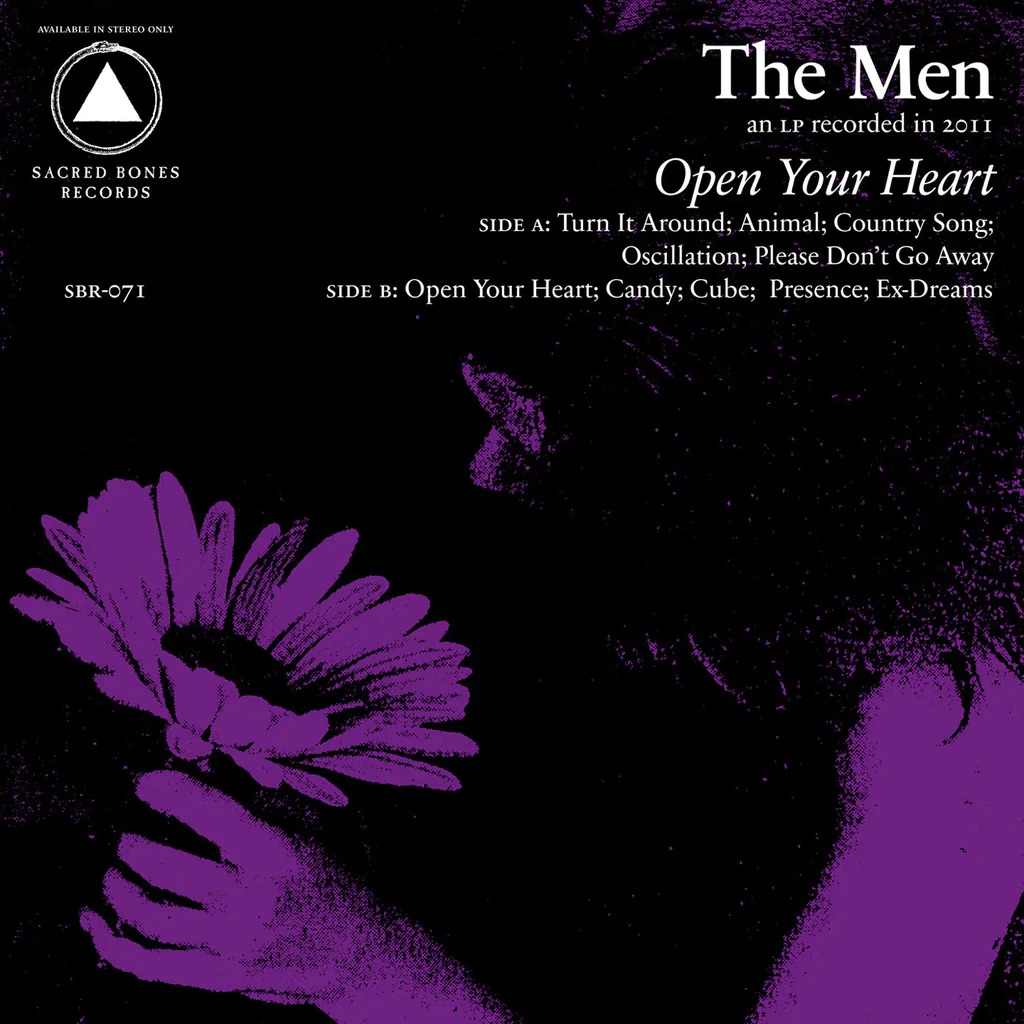 AVAILABLE IN STEREO ONLY
SACRED BONES
RECORDS
SBR-071
The Men
an LP recorded in 2011
Open Your Heart
SIDE A: Turn It Around; Animal; Country Song;
Oscillation; Please Don't Go Away
SIDE B: Open Your Heart; Candy; Cube;  Presence; Ex-Dreams